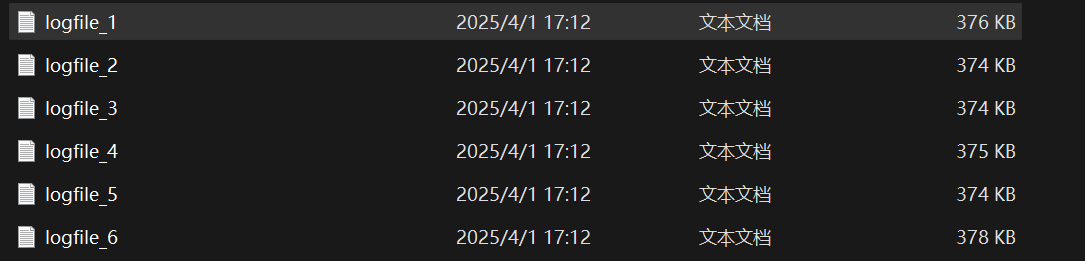 logfile_1 2025/4/1 17:12 文本文档 376 KB
logfile_2 2025/4/1 17:12 文本文档 374 KB
logfile_3 2025/4/1 17:12 文本文档 374 KB
logfile_4 2025/4/1 17:12 文本文档 375 KB
logfile_5 2025/4/1 17:12 文本文档 374 KB
logfile_6 2025/4/1 17:12 文本文档 378 KB